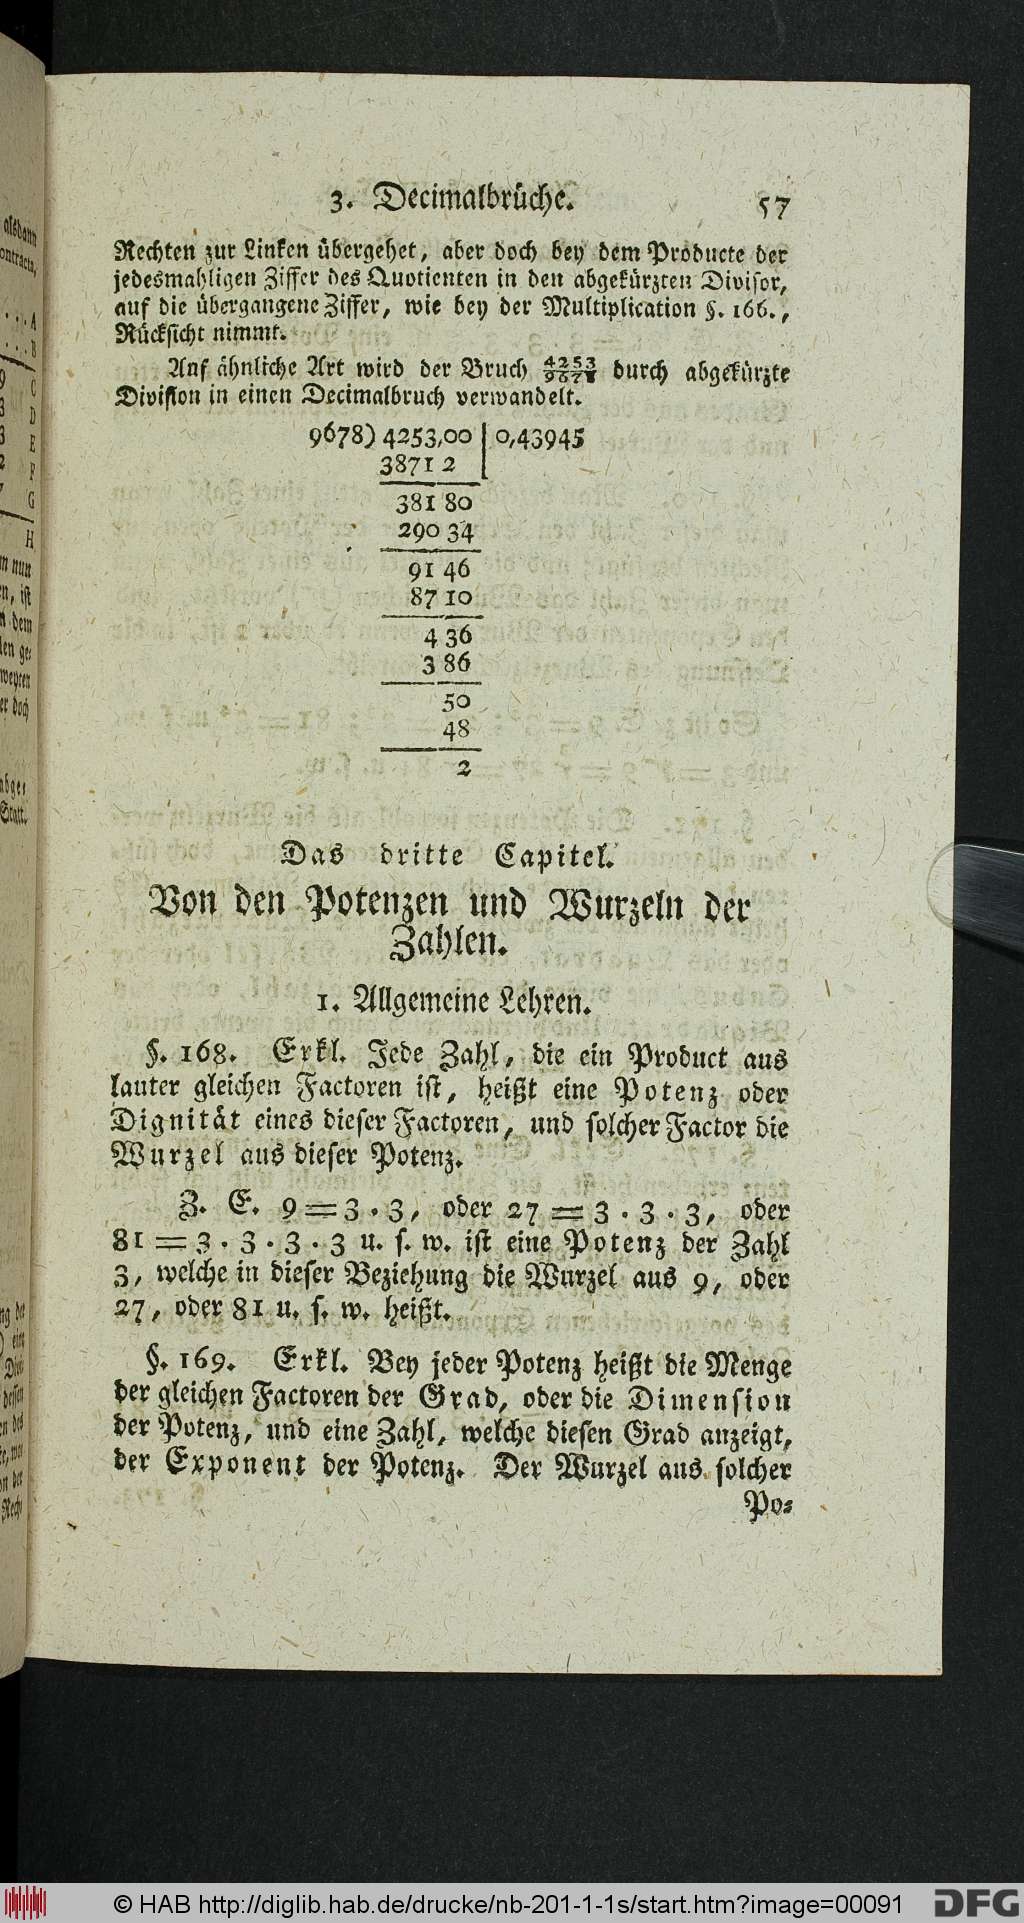 3. Decimalbrüche. 57
Rechten zur Linken übergehet, aber doch bey dem Producte der
jedesmahligen Ziffer des Quotienten in den abgekürzten Divisor,
auf die übergangene Ziffer, wie bey der Multiplication §. 166.,
Rücksicht nimmt.
Auf ähnliche Art wird der Bruch 4253/9678 durch abgekürzte
Division in einen Decimalbruch verwandelt.
9678) 4253,00 | 0,43945
3871 2
381 80
290 34
91 46
87 10
4 36
3 86
50
48
2
Das dritte Capitel.
Von den Potenzen und Wurzeln der
Zahlen.
1. Allgemeine Lehren.
§. 168. Erkl. Jede Zahl, die ein Product aus
lauter gleichen Factoren ist, heißt eine Potenz oder
Dignität eines dieser Factoren, und solcher Factor die
Wurzel aus dieser Potenz.
Z. E. 9 = 3 . 3, oder 27 = 3 . 3 . 3, oder
81 = 3 . 3 . 3 . 3 u. s. w. ist eine Potenz der Zahl
3, welche in dieser Beziehung die Wurzel aus 9, oder
27, oder 81 u. s. w. heißt.
§. 169. Erkl. Bey jeder Potenz heißt die Menge
der gleichen Factoren der Grad, oder die Dimension
der Potenz, und eine Zahl, welche diesen Grad anzeigt,
der Exponent der Potenz. Der Wurzel aus solcher
Po-
© HAB http://diglib.hab.de/drucke/nb-201-1-1s/start.htm?image=00091
DFG